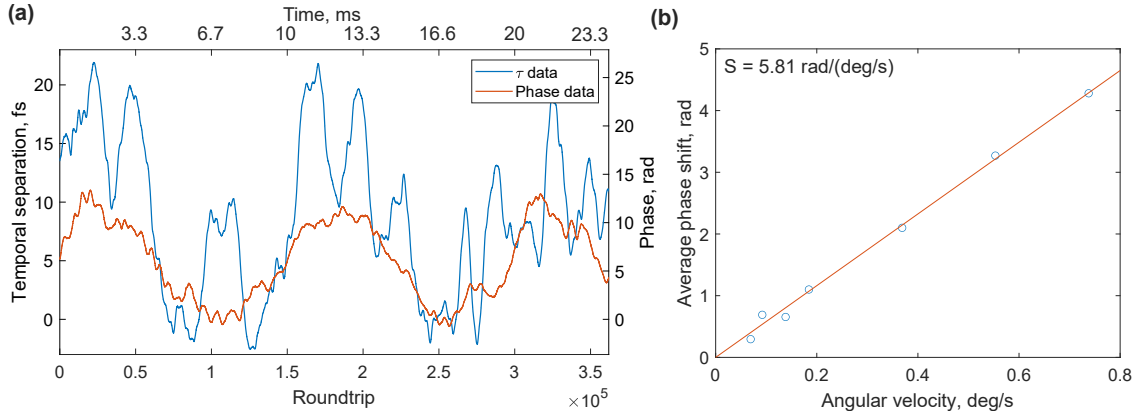 (a)
Time, ms
3.3 6.7 10 13.3 16.6 20 23.3
Temporal separation, fs
20
15
10
5
0
τ data
Phase data
25
20
15
10
5
0
Phase, rad
0 0.5 1 1.5 2 2.5 3 3.5
Roundtrip
×10⁵
(b)
S = 5.81 rad/(deg/s)
Average phase shift, rad
5
4
3
2
1
0
0 0.2 0.4 0.6 0.8
Angular velocity, deg/s